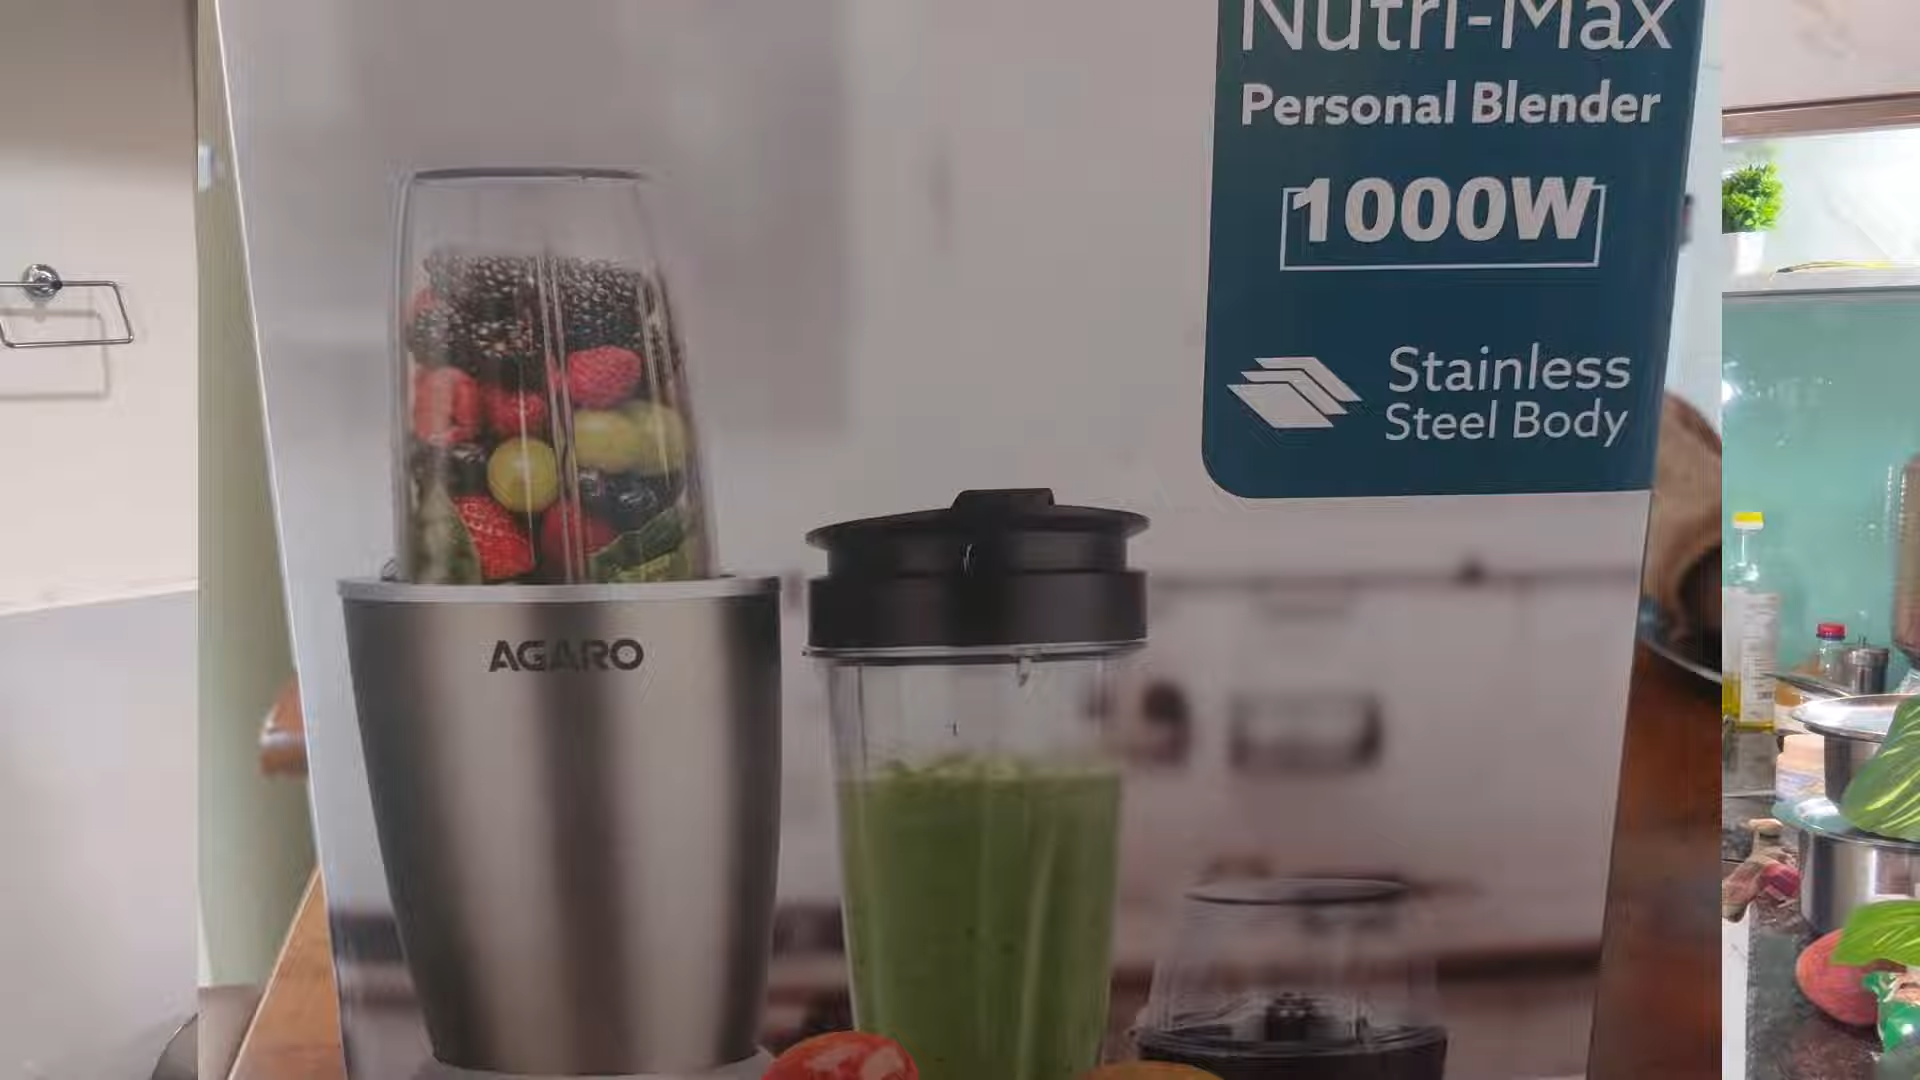 Nutri-Max
Personal Blender
1000W
Stainless
Steel Body
AGARO